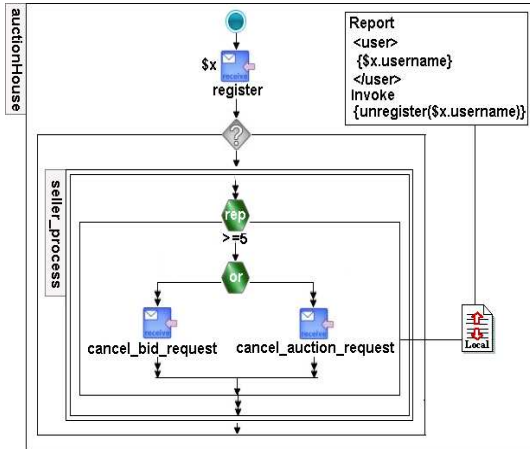 auctionHouse
$x
receive
register
?
Report
<user>
{$x.username}
</user>
Invoke
{unregister($x.username)}
seller_process
rep
>=5
or
receive
receive
cancel_bid_request
cancel_auction_request
Local